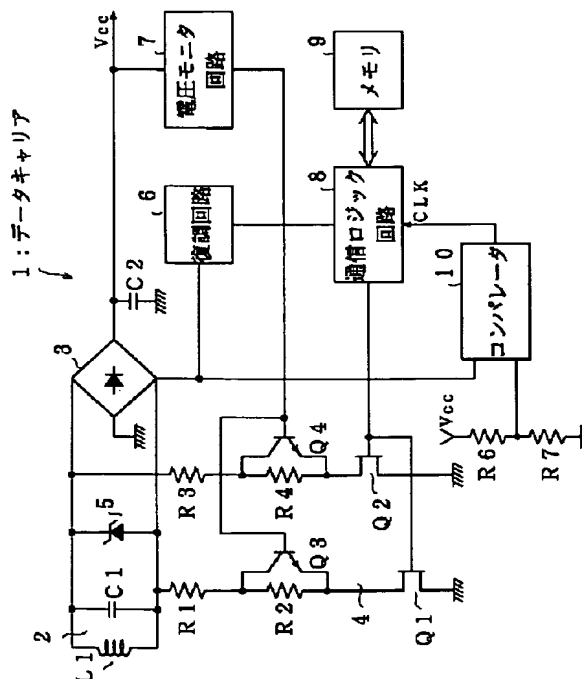 1:データキャリア
Vcc
7
電圧モニタ
回路
6
復調回路
8
通信ロジック
回路
9
メモリ
CLK
10
コンパレータ
C2
3
5
C1
2
L1
R3
R4
Q4
Q2
R1
R2
Q3
4
Q1
Vcc
R6
R7